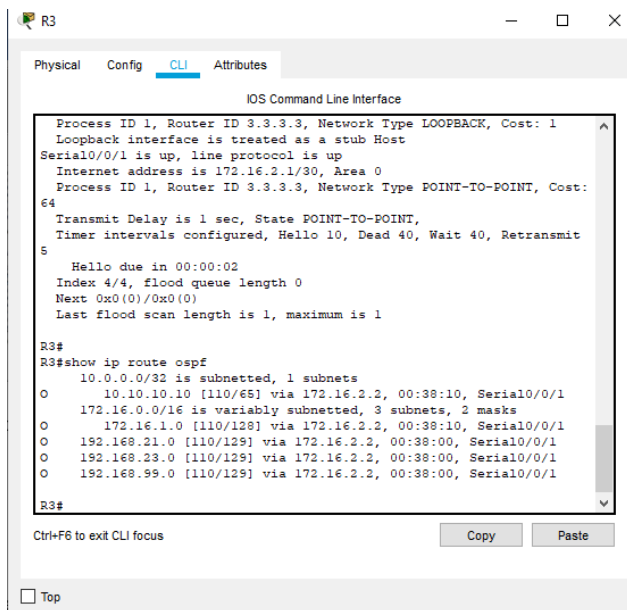 R3
Physical Config CLI Attributes
IOS Command Line Interface
Process ID 1, Router ID 3.3.3.3, Network Type LOOPBACK, Cost: 1
Loopback interface is treated as a stub Host
Serial0/0/1 is up, line protocol is up
Internet address is 172.16.2.1/30, Area 0
Process ID 1, Router ID 3.3.3.3, Network Type POINT-TO-POINT, Cost:
64
Transmit Delay is 1 sec, State POINT-TO-POINT,
Timer intervals configured, Hello 10, Dead 40, Wait 40, Retransmit
5
Hello due in 00:00:02
Index 4/4, flood queue length 0
Next 0x0(0)/0x0(0)
Last flood scan length is 1, maximum is 1
R3#
R3#show ip route ospf
10.0.0.0/32 is subnetted, 1 subnets
O 10.10.10.10 [110/65] via 172.16.2.2, 00:38:10, Serial0/0/1
172.16.0.0/16 is variably subnetted, 3 subnets, 2 masks
O 172.16.1.0 [110/128] via 172.16.2.2, 00:38:10, Serial0/0/1
O 192.168.21.0 [110/129] via 172.16.2.2, 00:38:00, Serial0/0/1
O 192.168.23.0 [110/129] via 172.16.2.2, 00:38:00, Serial0/0/1
O 192.168.99.0 [110/129] via 172.16.2.2, 00:38:00, Serial0/0/1
R3#
Ctrl+F6 to exit CLI focus Copy Paste
Top